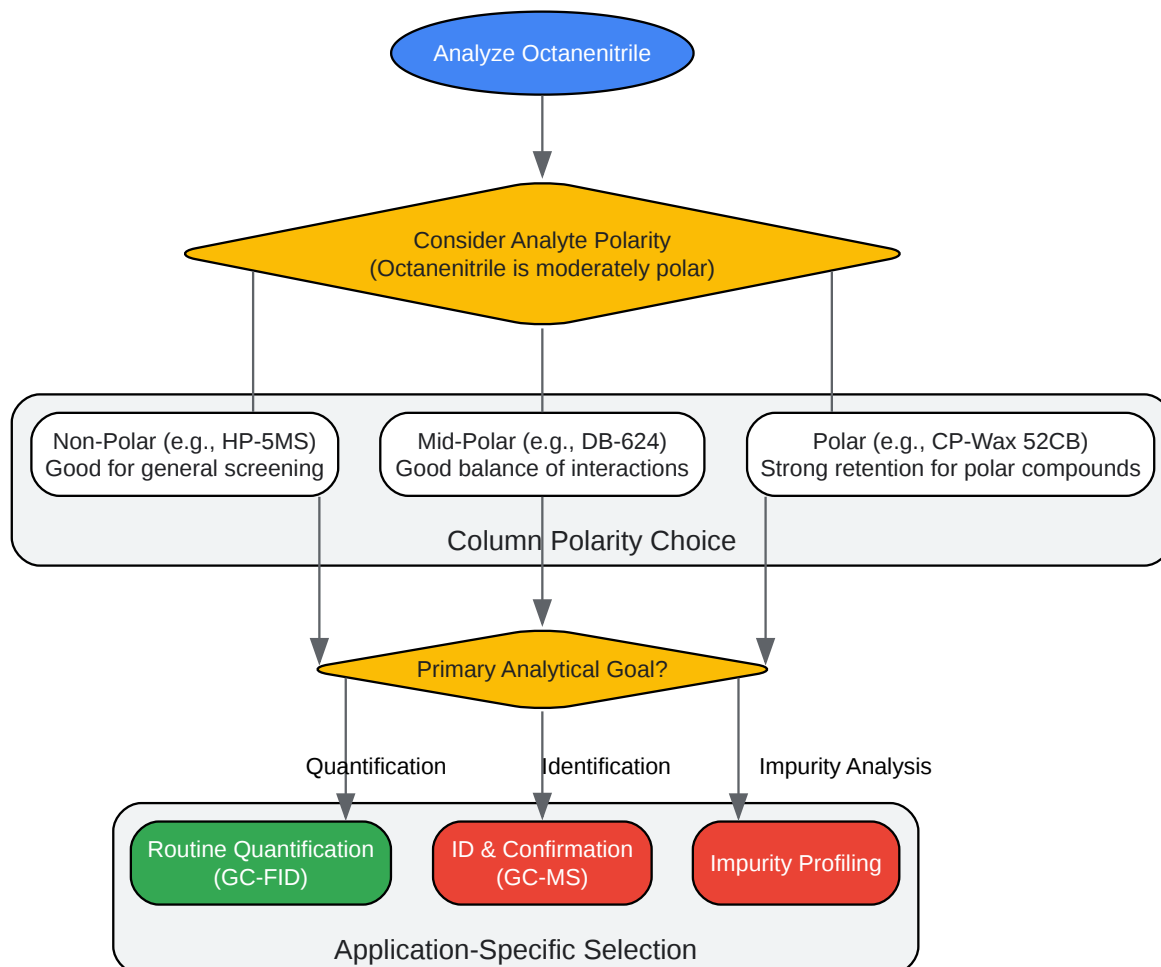 Analyze Octanenitrile
Consider Analyte Polarity
(Octanenitrile is moderately polar)
Non-Polar (e.g., HP-5MS)
Good for general screening
Mid-Polar (e.g., DB-624)
Good balance of interactions
Polar (e.g., CP-Wax 52CB)
Strong retention for polar compounds
Column Polarity Choice
Primary Analytical Goal?
Quantification
Identification
Impurity Analysis
Routine Quantification
(GC-FID)
ID & Confirmation
(GC-MS)
Impurity Profiling
Application-Specific Selection